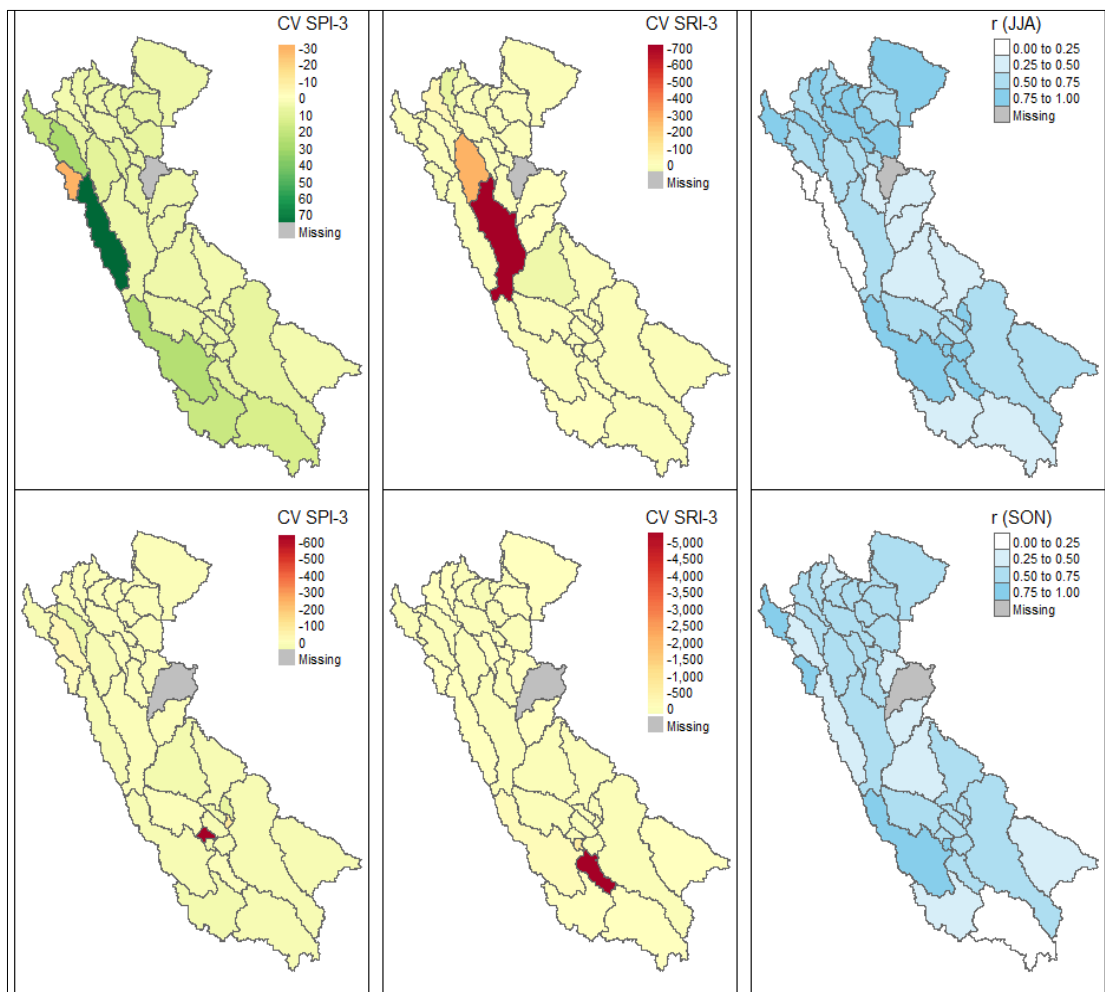 CV SPI-3
-30
-20
-10
0
10
20
30
40
50
60
70
Missing
CV SRI-3
-700
-600
-500
-400
-300
-200
-100
0
Missing
r (JJA)
0.00 to 0.25
0.25 to 0.50
0.50 to 0.75
0.75 to 1.00
Missing
CV SPI-3
-600
-500
-400
-300
-200
-100
0
Missing
CV SRI-3
-5,000
-4,500
-4,000
-3,500
-3,000
-2,500
-2,000
-1,500
-1,000
-500
0
Missing
r (SON)
0.00 to 0.25
0.25 to 0.50
0.50 to 0.75
0.75 to 1.00
Missing